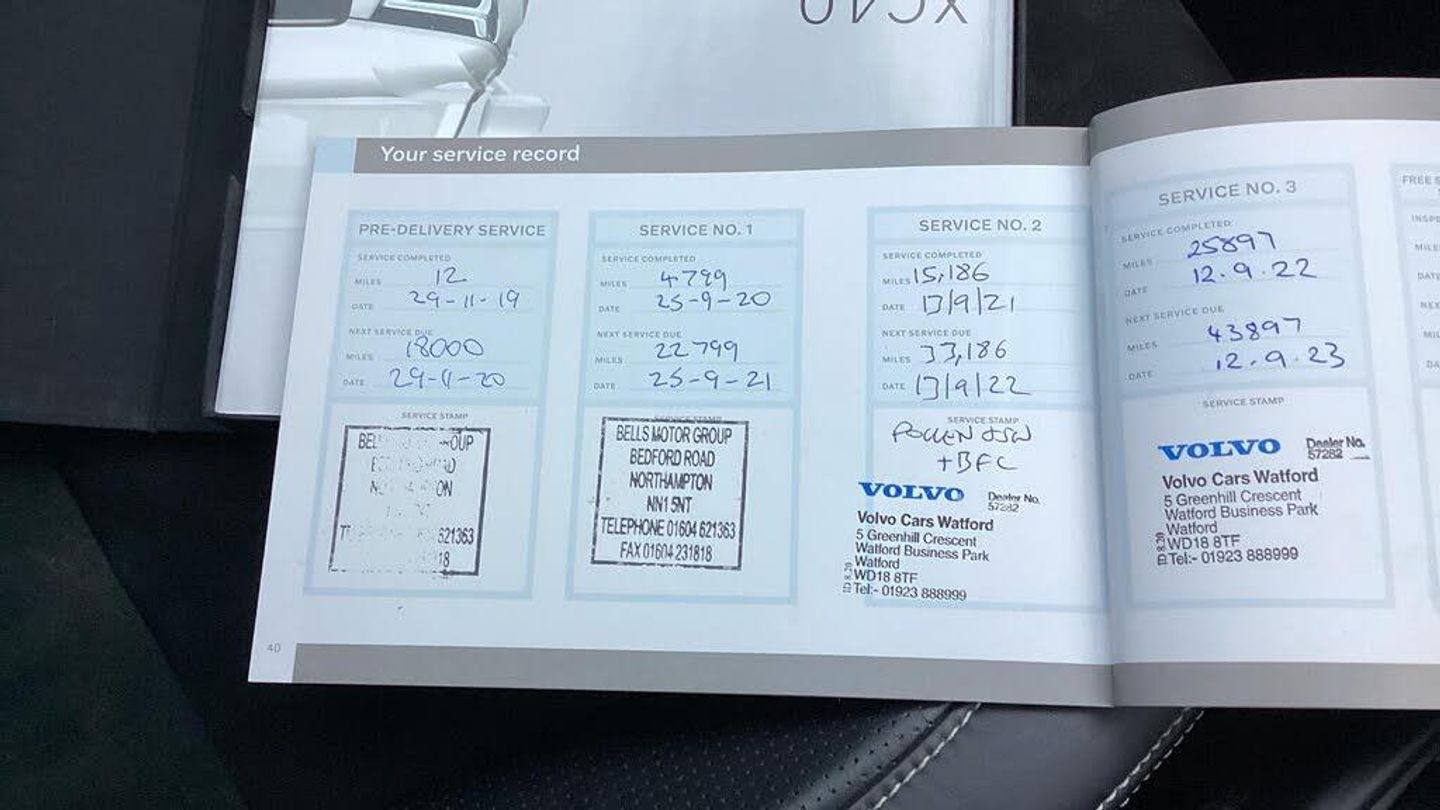 XC40
Your service record
PRE-DELIVERY SERVICE
SERVICE COMPLETED
MILES 12
DATE 29-11-19
NEXT SERVICE DUE
MILES 18000
DATE 29-11-20
SERVICE STAMP
621363
SERVICE NO. 1
SERVICE COMPLETED
MILES 4799
DATE 25-9-20
NEXT SERVICE DUE
MILES 22799
DATE 25-9-21
SERVICE STAMP
BELLS MOTOR GROUP
BEDFORD ROAD
NORTHAMPTON
NN1 5NT
TELEPHONE 01604 621363
FAX 01604 231818
SERVICE NO. 2
SERVICE COMPLETED
MILES 15,186
DATE 17/9/21
NEXT SERVICE DUE
MILES 33,186
DATE 17/9/22
SERVICE STAMP
POLLEN
+BFC
VOLVO Dealer No.
57282
Volvo Cars Watford
5 Greenhill Crescent
Watford Business Park
Watford
WD18 8TF
Tel:- 01923 888999
SERVICE NO. 3
SERVICE COMPLETED
MILES 25897
DATE 12.9.22
NEXT SERVICE DUE
MILES 43897
DATE 12.9.23
SERVICE STAMP
VOLVO Dealer No.
57282
Volvo Cars Watford
5 Greenhill Crescent
Watford Business Park
Watford
WD18 8TF
Tel:- 01923 888999
FREE
40